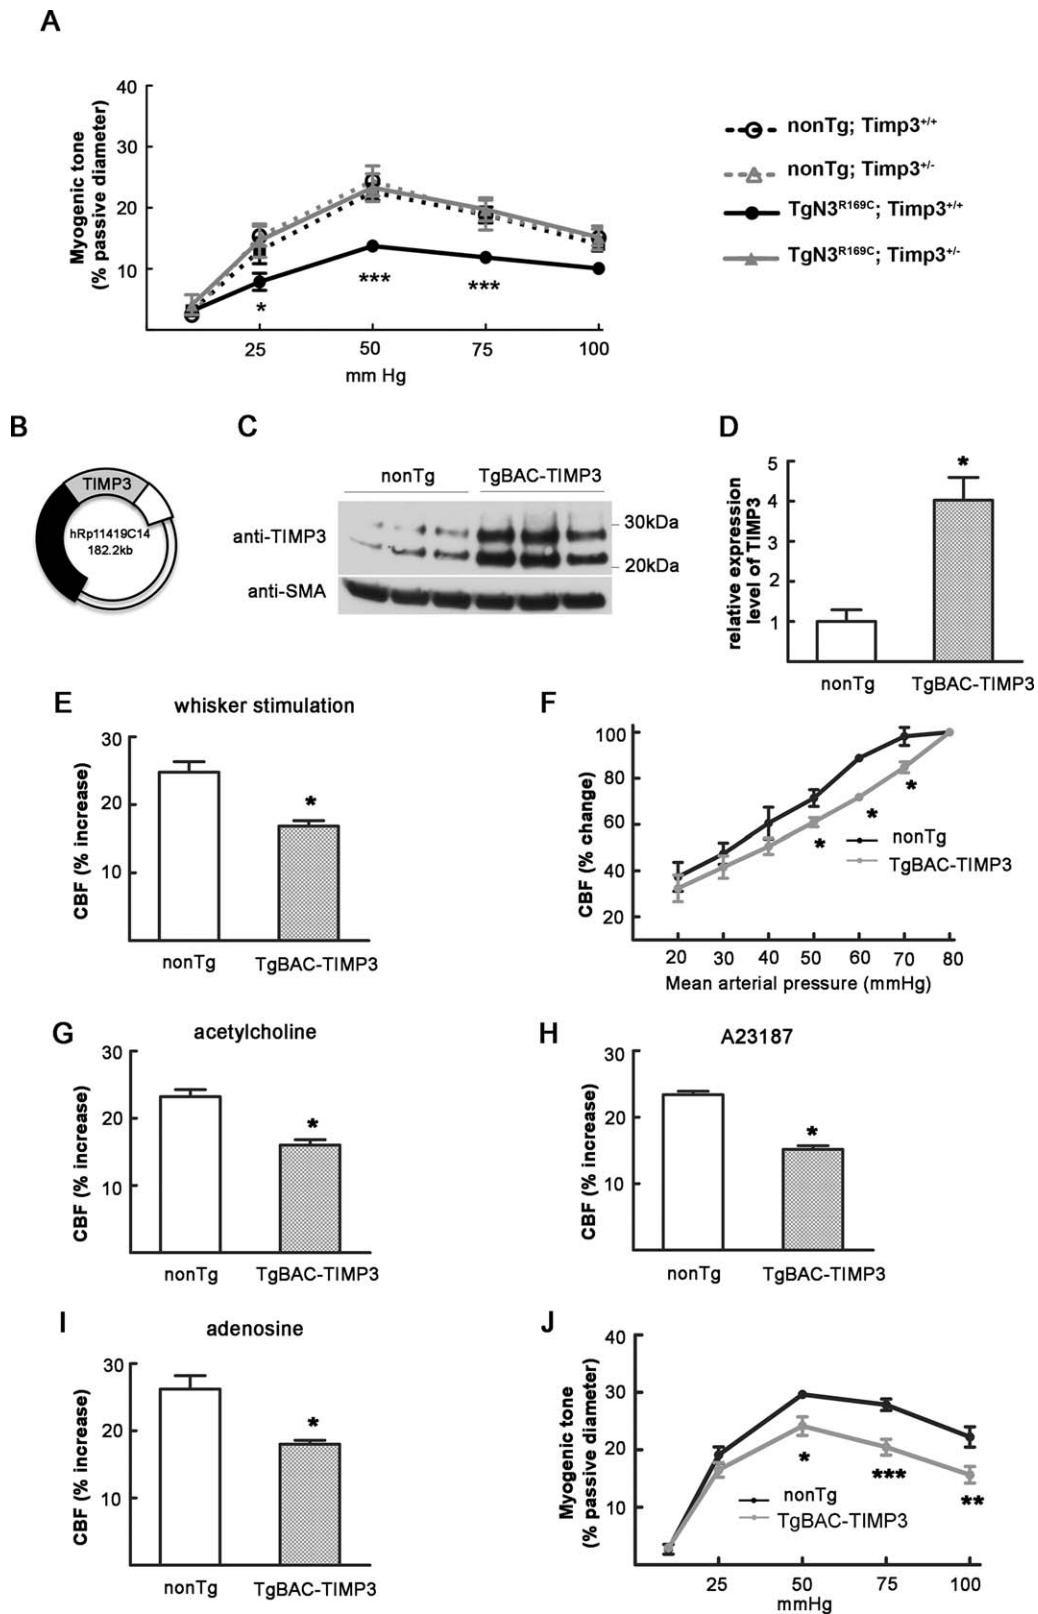 A
Myogenic tone
(% passive diameter)
40
30
20
10
25 50 75 100
mm Hg
*
***
***
nonTg; Timp3+/+
nonTg; Timp3+/-
TgN3R169C; Timp3+/+
TgN3R169C; Timp3+/-
B
TIMP3
hRp11419C14
182.2kb
C
nonTg TgBAC-TIMP3
anti-TIMP3
30kDa
20kDa
anti-SMA
D
relative expression
level of TIMP3
5
4
3
2
1
*
nonTg TgBAC-TIMP3
E
whisker stimulation
CBF (% increase)
30
20
10
*
nonTg TgBAC-TIMP3
F
CBF (% change)
100
80
60
40
20
*
*
*
nonTg
TgBAC-TIMP3
20 30 40 50 60 70 80
Mean arterial pressure (mmHg)
G
acetylcholine
CBF (% increase)
30
20
10
*
nonTg TgBAC-TIMP3
H
A23187
CBF (% increase)
30
20
10
*
nonTg TgBAC-TIMP3
I
adenosine
CBF (% increase)
30
20
10
*
nonTg TgBAC-TIMP3
J
Myogenic tone
(% passive diameter)
40
30
20
10
*
***
**
nonTg
TgBAC-TIMP3
25 50 75 100
mmHg